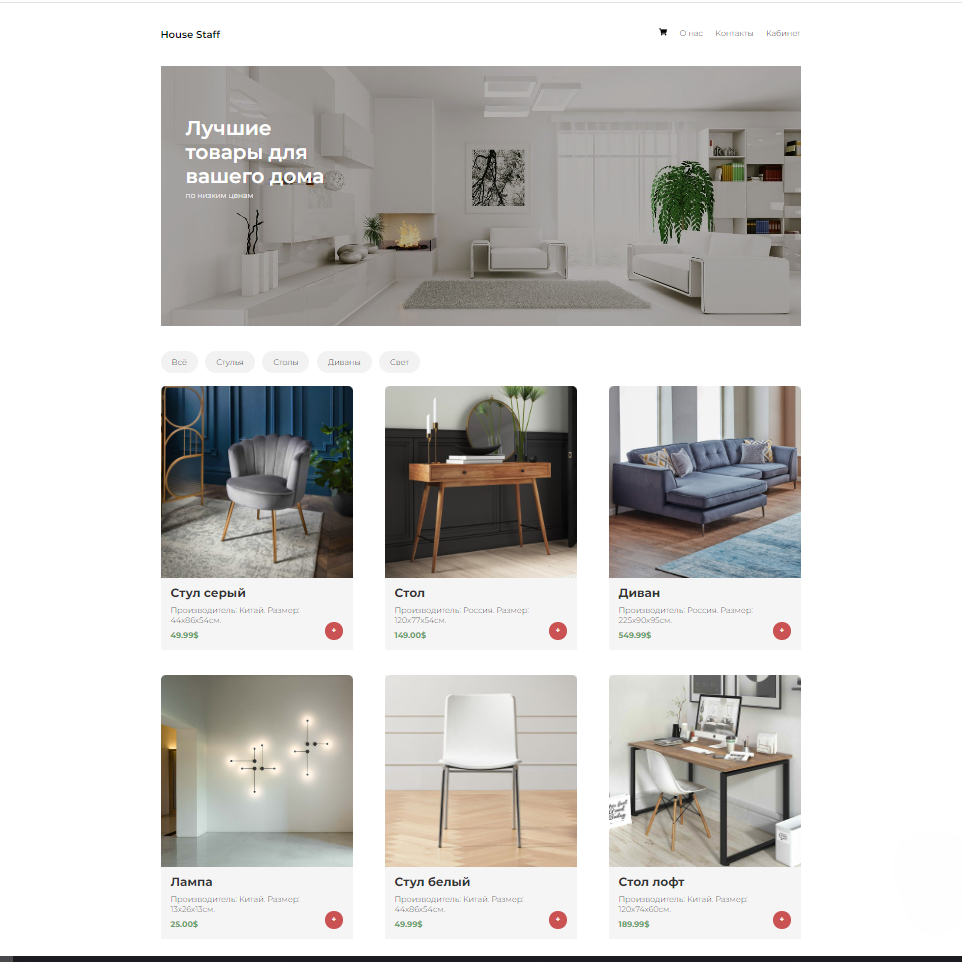 House Staff
О нас Контакты Кабинет
Лучшие
товары для
вашего дома
по низким ценам
Всё Стулья Столы Диваны Свет
Стул серый
Производитель: Китай. Размер:
44x86x54см.
49.99$
+
Стол
Производитель: Россия. Размер:
120x77x54см.
149.00$
+
Диван
Производитель: Россия. Размер:
225x90x95см.
549.99$
+
Лампа
Производитель: Китай. Размер:
13x26x13см.
25.00$
+
Стул белый
Производитель: Китай. Размер:
44x86x54см.
49.99$
+
Стол лофт
Производитель: Китай. Размер:
120x74x60см.
189.99$
+